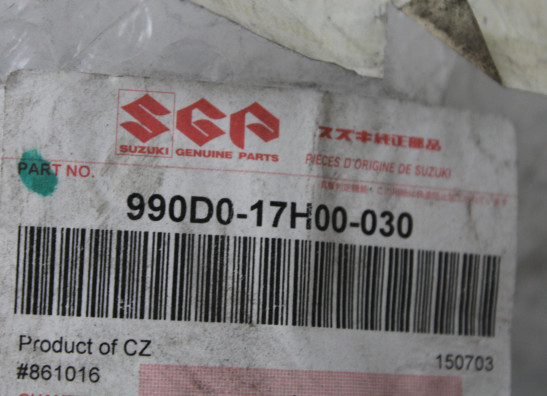 SGP
SUZUKI GENUINE PARTS
スズキ純正部品
PIÈCES D'ORIGINE DE SUZUKI
PART NO.
990D0-17H00-030
Product of CZ
150703
#861016